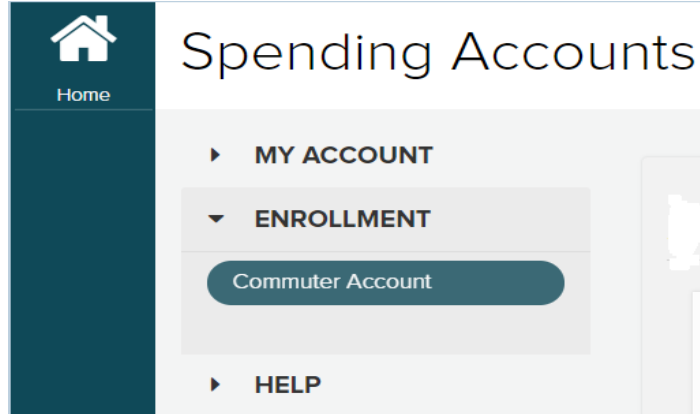 Home
Spending Accounts
MY ACCOUNT
ENROLLMENT
Commuter Account
HELP